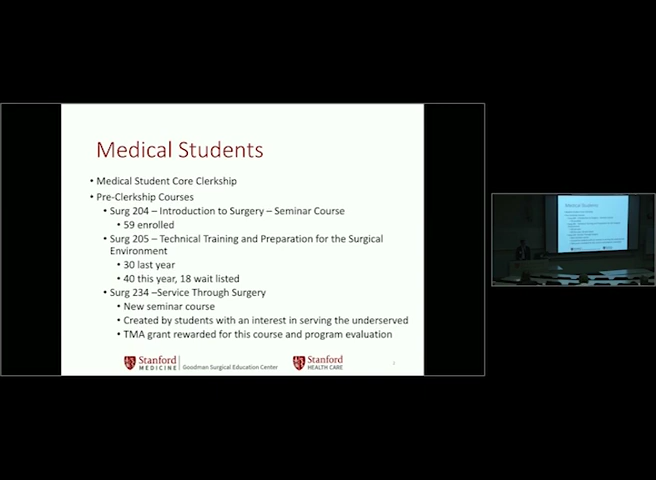 Medical Students
• Medical Student Core Clerkship
• Pre-Clerkship Courses
• Surg 204 – Introduction to Surgery – Seminar Course
• 59 enrolled
• Surg 205 – Technical Training and Preparation for the Surgical
Environment
• 30 last year
• 40 this year, 18 wait listed
• Surg 234 –Service Through Surgery
• New seminar course
• Created by students with an interest in serving the underserved
• TMA grant rewarded for this course and program evaluation
Stanford
MEDICINE
Goodman Surgical Education Center
Stanford
HEALTH CARE
Medical Students